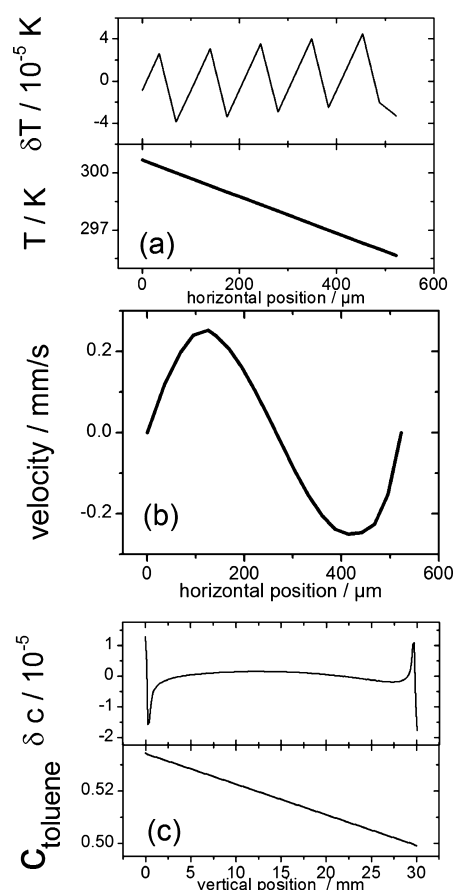 4
0
-4
δT / 10⁻⁵ K
300
297
T / K
(a)
0 200 400 600
horizontal position / µm
0.2
0.0
-0.2
velocity / mm/s
(b)
0 200 400 600
horizontal position / µm
1
0
-1
-2
δ c / 10⁻⁵
0.52
0.50
C toluene
(c)
0 5 10 15 20 25 30
vertical position / mm